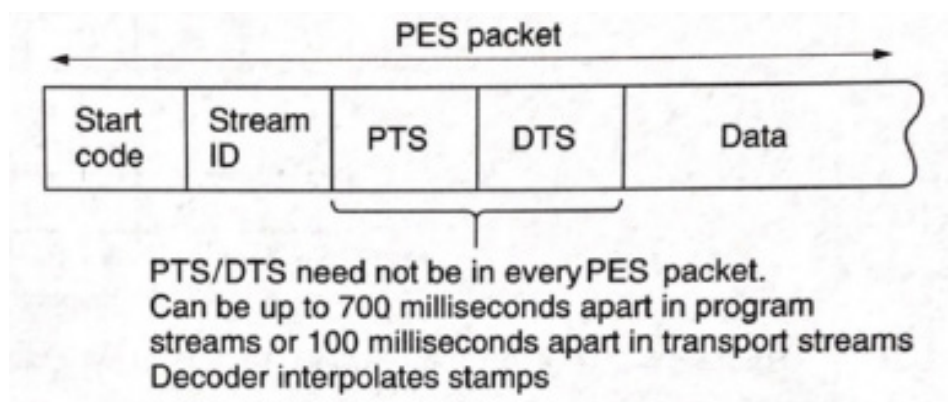 PES packet
Start code
Stream ID
PTS
DTS
Data
PTS/DTS need not be in every PES packet.
Can be up to 700 milliseconds apart in program
streams or 100 milliseconds apart in transport streams
Decoder interpolates stamps